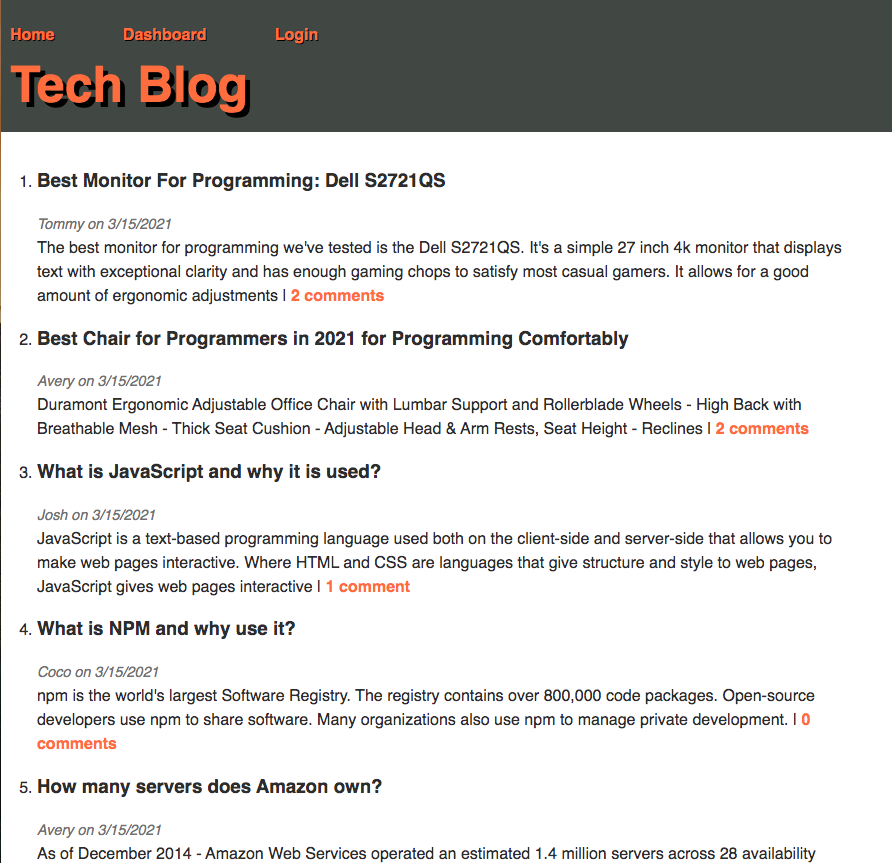 Home Dashboard Login
Tech Blog
1. Best Monitor For Programming: Dell S2721QS
Tommy on 3/15/2021
The best monitor for programming we've tested is the Dell S2721QS. It's a simple 27 inch 4k monitor that displays
text with exceptional clarity and has enough gaming chops to satisfy most casual gamers. It allows for a good
amount of ergonomic adjustments | 2 comments
2. Best Chair for Programmers in 2021 for Programming Comfortably
Avery on 3/15/2021
Duramont Ergonomic Adjustable Office Chair with Lumbar Support and Rollerblade Wheels - High Back with
Breathable Mesh - Thick Seat Cushion - Adjustable Head & Arm Rests, Seat Height - Reclines | 2 comments
3. What is JavaScript and why it is used?
Josh on 3/15/2021
JavaScript is a text-based programming language used both on the client-side and server-side that allows you to
make web pages interactive. Where HTML and CSS are languages that give structure and style to web pages,
JavaScript gives web pages interactive | 1 comment
4. What is NPM and why use it?
Coco on 3/15/2021
npm is the world's largest Software Registry. The registry contains over 800,000 code packages. Open-source
developers use npm to share software. Many organizations also use npm to manage private development. | 0
comments
5. How many servers does Amazon own?
Avery on 3/15/2021
As of December 2014 - Amazon Web Services operated an estimated 1.4 million servers across 28 availability